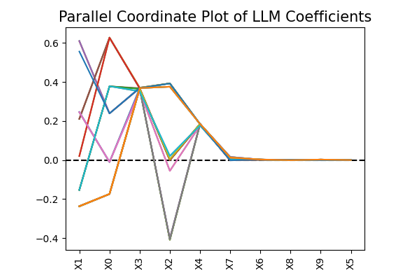 Parallel Coordinate Plot of LLM Coefficients
0.6
0.4
0.2
0.0
−0.2
−0.4
X1
X0
X3
X2
X4
X7
X6
X8
X9
X5